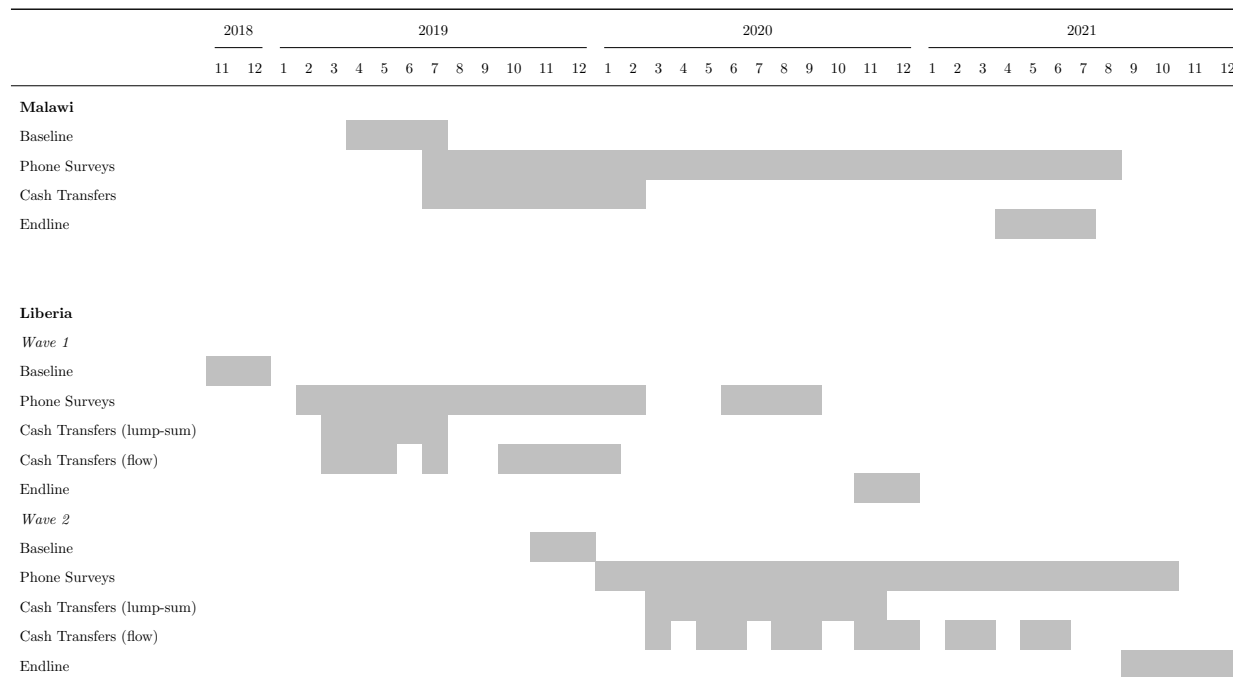 2018 2019 2020 2021
11 12 1 2 3 4 5 6 7 8 9 10 11 12 1 2 3 4 5 6 7 8 9 10 11 12 1 2 3 4 5 6 7 8 9 10 11 12
Malawi
Baseline
Phone Surveys
Cash Transfers
Endline
Liberia
Wave 1
Baseline
Phone Surveys
Cash Transfers (lump-sum)
Cash Transfers (flow)
Endline
Wave 2
Baseline
Phone Surveys
Cash Transfers (lump-sum)
Cash Transfers (flow)
Endline